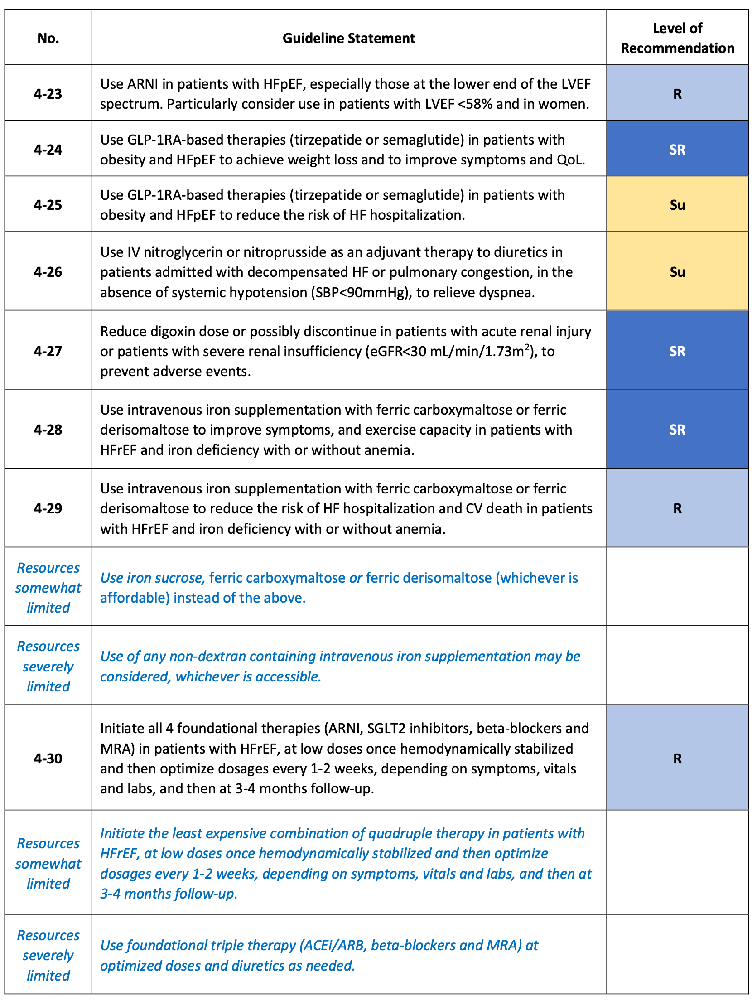 No.
Guideline Statement
Level of
Recommendation
4-23
Use ARNI in patients with HFpEF, especially those at the lower end of the LVEF
spectrum. Particularly consider use in patients with LVEF <58% and in women.
R
4-24
Use GLP-1RA-based therapies (tirzepatide or semaglutide) in patients with
obesity and HFpEF to achieve weight loss and to improve symptoms and QoL.
SR
4-25
Use GLP-1RA-based therapies (tirzepatide or semaglutide) in patients with
obesity and HFpEF to reduce the risk of HF hospitalization.
Su
4-26
Use IV nitroglycerin or nitroprusside as an adjuvant therapy to diuretics in
patients admitted with decompensated HF or pulmonary congestion, in the
absence of systemic hypotension (SBP<90mmHg), to relieve dyspnea.
Su
4-27
Reduce digoxin dose or possibly discontinue in patients with acute renal injury
or patients with severe renal insufficiency (eGFR<30 mL/min/1.73m²), to
prevent adverse events.
SR
4-28
Use intravenous iron supplementation with ferric carboxymaltose or ferric
derisomaltose to improve symptoms, and exercise capacity in patients with
HFrEF and iron deficiency with or without anemia.
SR
4-29
Use intravenous iron supplementation with ferric carboxymaltose or ferric
derisomaltose to reduce the risk of HF hospitalization and CV death in patients
with HFrEF and iron deficiency with or without anemia.
R
Resources
somewhat
limited
Use iron sucrose, ferric carboxymaltose or ferric derisomaltose (whichever is
affordable) instead of the above.
Resources
severely
limited
Use of any non-dextran containing intravenous iron supplementation may be
considered, whichever is accessible.
4-30
Initiate all 4 foundational therapies (ARNI, SGLT2 inhibitors, beta-blockers and
MRA) in patients with HFrEF, at low doses once hemodynamically stabilized
and then optimize dosages every 1-2 weeks, depending on symptoms, vitals
and labs, and then at 3-4 months follow-up.
R
Resources
somewhat
limited
Initiate the least expensive combination of quadruple therapy in patients with
HFrEF, at low doses once hemodynamically stabilized and then optimize
dosages every 1-2 weeks, depending on symptoms, vitals and labs, and then at
3-4 months follow-up.
Resources
severely
limited
Use foundational triple therapy (ACEi/ARB, beta-blockers and MRA) at
optimized doses and diuretics as needed.